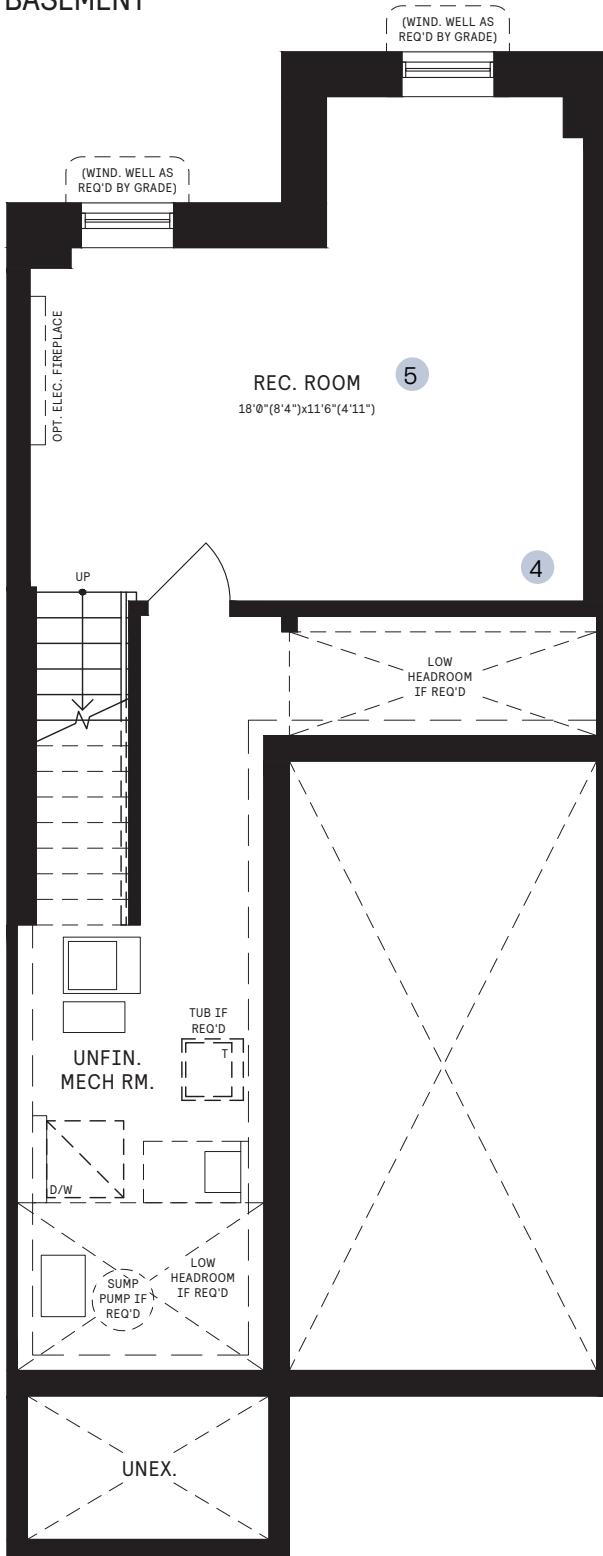 BASEMENT
(WIND. WELL AS
REQ'D BY GRADE)
(WIND. WELL AS
REQ'D BY GRADE)
OPT. ELEC. FIREPLACE
REC. ROOM
5
18'0"(8'4")x11'6"(4'11")
4
UP
LOW
HEADROOM
IF REQ'D
TUB IF
REQ'D
T
UNFIN.
MECH RM.
D/W
LOW
HEADROOM
IF REQ'D
SUMP
PUMP IF
REQ'D
UNEX.